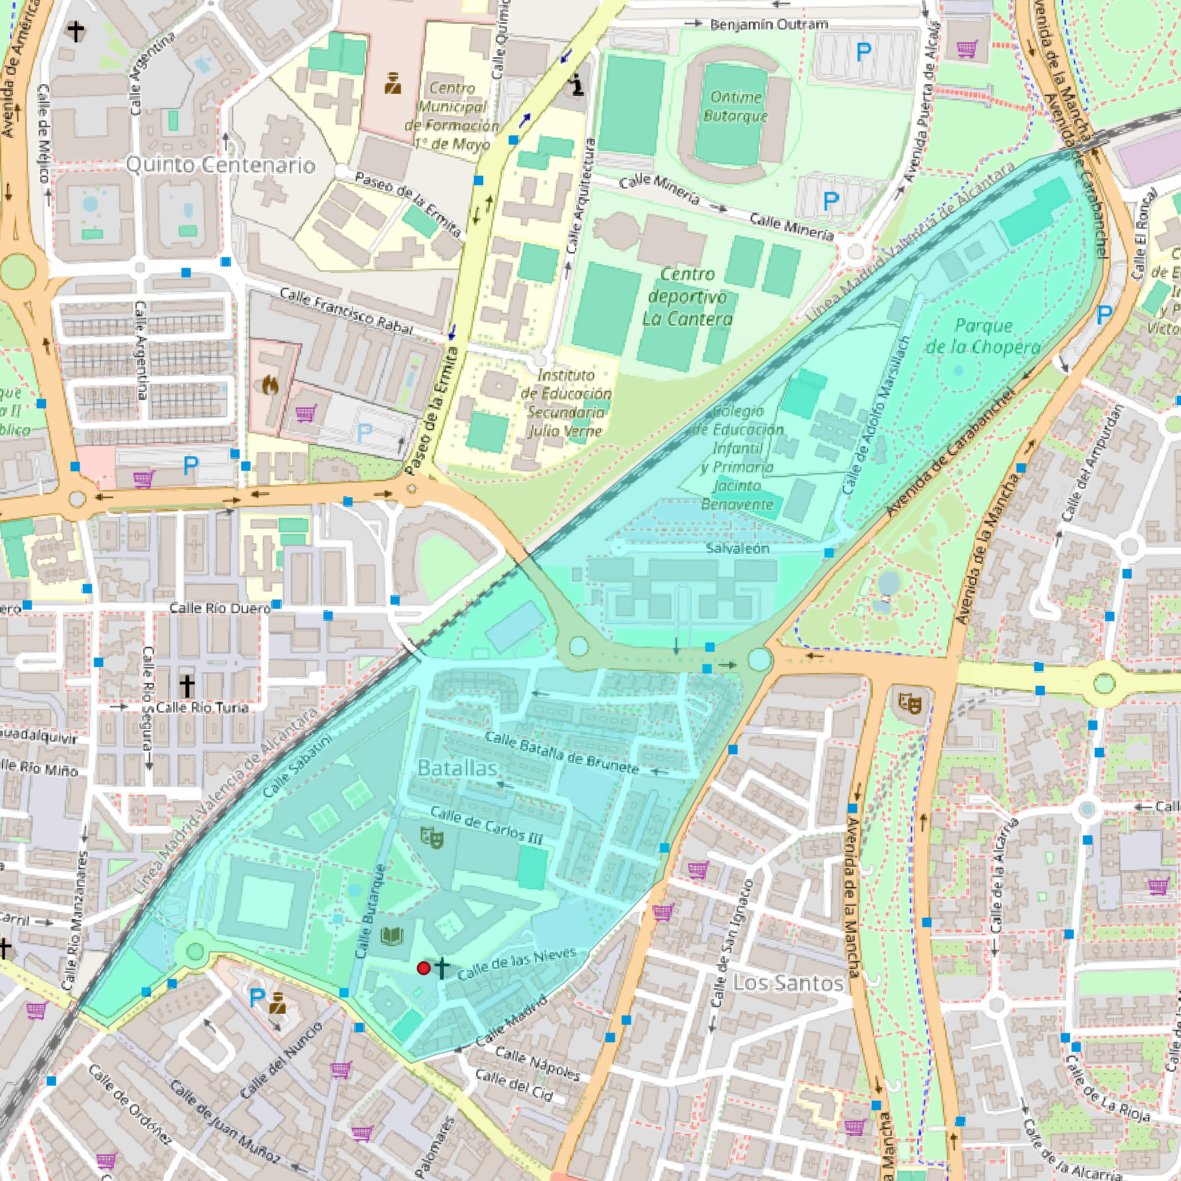 Avenida de América
Calle de Méjico
Calle Argentina
Quinto Centenario
Centro
Municipal
de Formación
1° de Mayo
Benjamín Outram
Ontime
Butarque
Avenida Puerta de Alcalá
Avenida de la Mancha
Avenida de Carabanchel
Calle El Roncal
Paseo de la Ermita
Calle Arquitectura
Calle Minería
Calle Minería
Línea Madrid-Valencia de Alcántara
Centro
deportivo
La Cantera
Calle Francisco Rabal
Calle Argentina
Paseo de la Ermita
Instituto
de Educación
Secundaria
Julio Verne
Parque
de la Chopera
Calle de Adolfo Marsillach
Colegio
de Educación
Infantil
y Primaria
Jacinto
Benavente
Avenida de Carabanchel
Calle del Ampurdán
Avenida de la Mancha
Salvaleón
Calle Río Duero
Calle Río Segura
Calle Río Turia
Guadalquivir
Calle Río Miño
Línea Madrid-Valencia de Alcántara
Calle Sabatini
Batallas
Calle Batalla de Brunete
Calle de Carlos III
Calle Butarque
Calle de las Nieves
Calle Madrid
Calle Río Manzanares
Carril
Calle de San Ignacio
Los Santos
Avenida de la Mancha
Calle de la Alcarria
Calle Nápoles
Calle del Cid
Calle del Nuncio
Calle de Juan Muñoz
Calle de Ordóñez
Palomares
Calle de La Rioja
Calle de la Alcarria
P
P
P
P
P
P